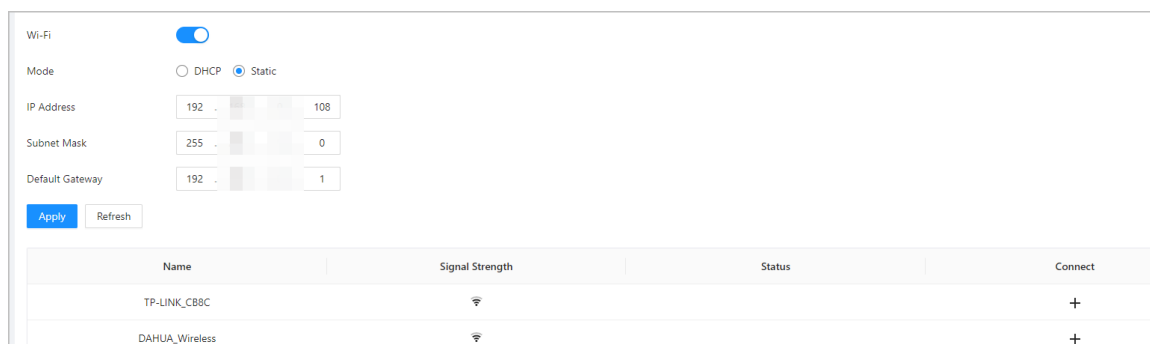 Wi-Fi
Mode DHCP Static
IP Address 192 . 108
Subnet Mask 255 . 0
Default Gateway 192 . 1
Apply Refresh
Name Signal Strength Status Connect
TP-LINK_CB8C
DAHUA_Wireless